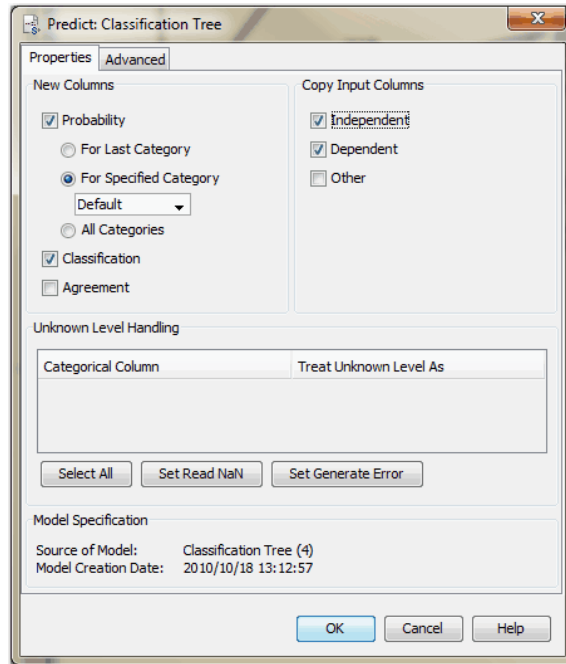 Predict: Classification Tree
Properties
Advanced
New Columns
Probability
For Last Category
For Specified Category
Default
All Categories
Classification
Agreement
Copy Input Columns
Independent
Dependent
Other
Unknown Level Handling
Categorical Column
Treat Unknown Level As
Select All
Set Read NaN
Set Generate Error
Model Specification
Source of Model: Classification Tree (4)
Model Creation Date: 2010/10/18 13:12:57
OK
Cancel
Help